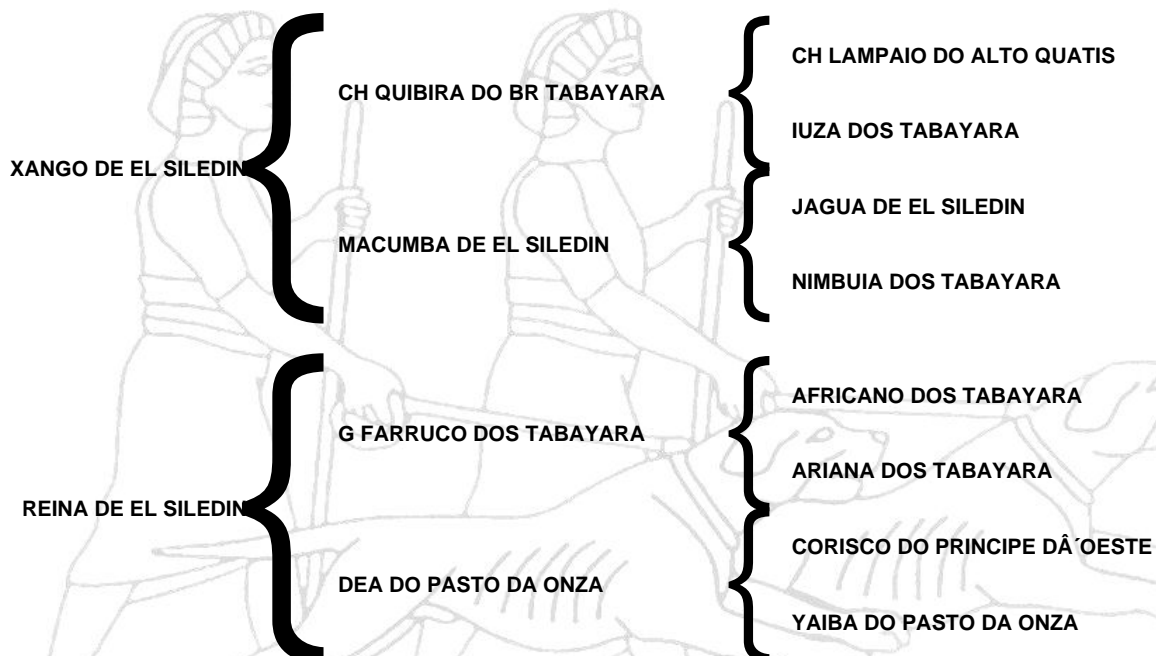 CH LAMPAIO DO ALTO QUATIS
CH QUIBIRA DO BR TABAYARA
IUZA DOS TABAYARA
XANGO DE EL SILEDIN
JAGUA DE EL SILEDIN
MACUMBA DE EL SILEDIN
NIMBUIA DOS TABAYARA
AFRICANO DOS TABAYARA
G FARRUCO DOS TABAYARA
ARIANA DOS TABAYARA
REINA DE EL SILEDIN
CORISCO DO PRINCIPE DÂ´OESTE
DEA DO PASTO DA ONZA
YAIBA DO PASTO DA ONZA